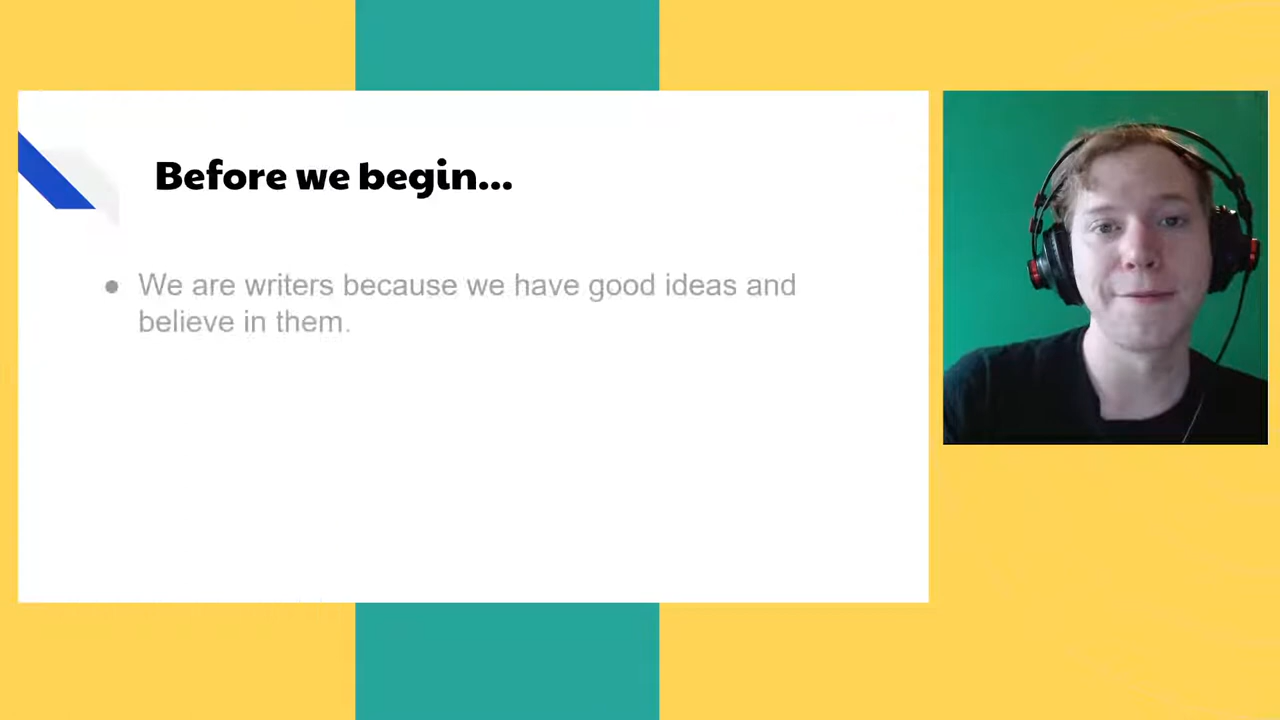 Before we begin...
● We are writers because we have good ideas and
believe in them.